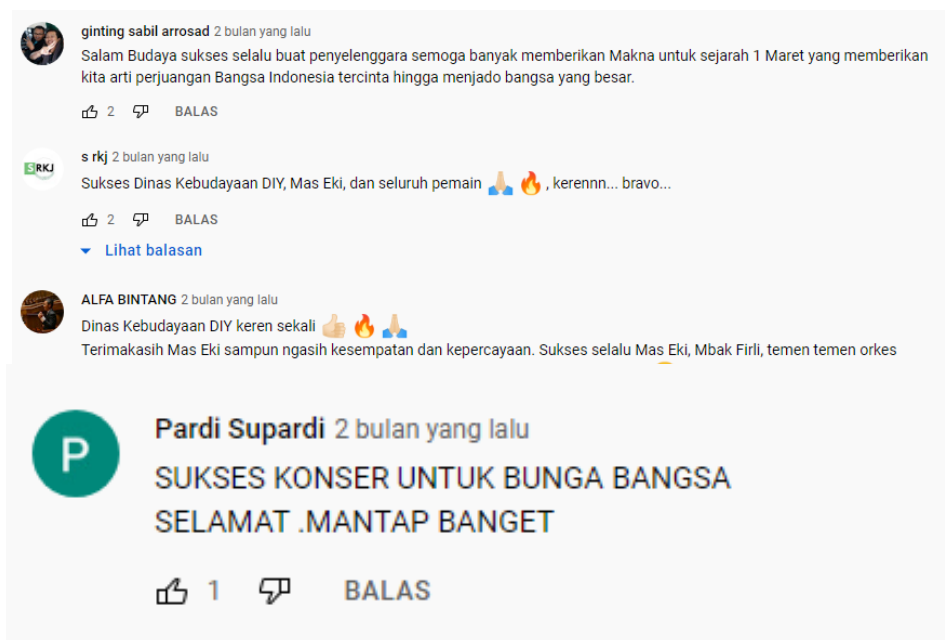 ginting sabil arrosad 2 bulan yang lalu
Salam Budaya sukses selalu buat penyelenggara semoga banyak memberikan Makna untuk sejarah 1 Maret yang memberikan
kita arti perjuangan Bangsa Indonesia tercinta hingga menjado bangsa yang besar.
2 BALAS
SRKJ
s rkj 2 bulan yang lalu
Sukses Dinas Kebudayaan DIY, Mas Eki, dan seluruh pemain 🙏🏼 🔥 , kerennn... bravo...
2 BALAS
Lihat balasan
ALFA BINTANG 2 bulan yang lalu
Dinas Kebudayaan DIY keren sekali 👍🏼 🔥 🙏🏼
Terimakasih Mas Eki sampun ngasih kesempatan dan kepercayaan. Sukses selalu Mas Eki, Mbak Firli, temen temen orkes
P
Pardi Supardi 2 bulan yang lalu
SUKSES KONSER UNTUK BUNGA BANGSA
SELAMAT .MANTAP BANGET
1 BALAS